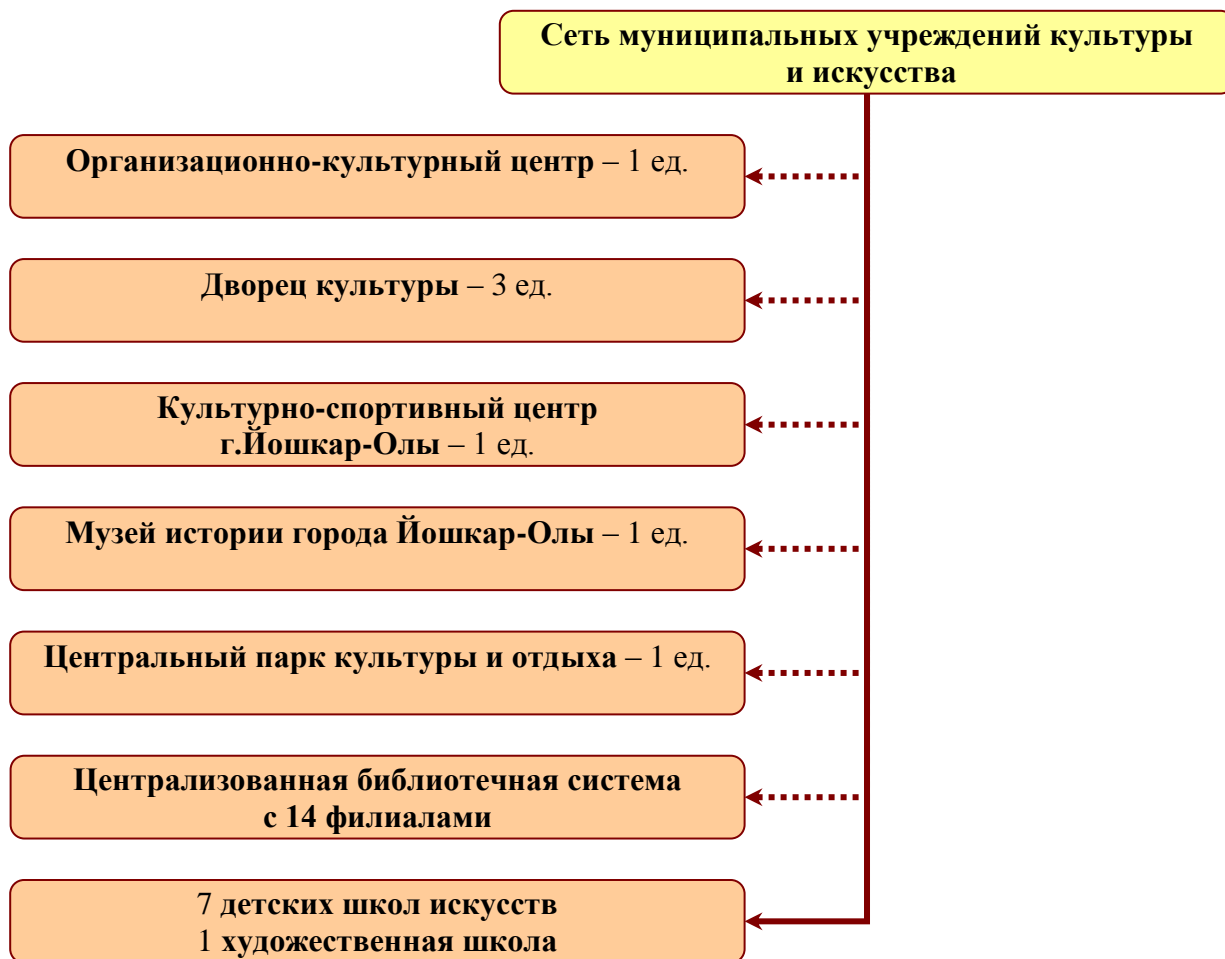 Сеть муниципальных учреждений культуры
и искусства
Организационно-культурный центр – 1 ед.
Дворец культуры – 3 ед.
Культурно-спортивный центр
г.Йошкар-Олы – 1 ед.
Музей истории города Йошкар-Олы – 1 ед.
Центральный парк культуры и отдыха – 1 ед.
Централизованная библиотечная система
с 14 филиалами
7 детских школ искусств
1 художественная школа